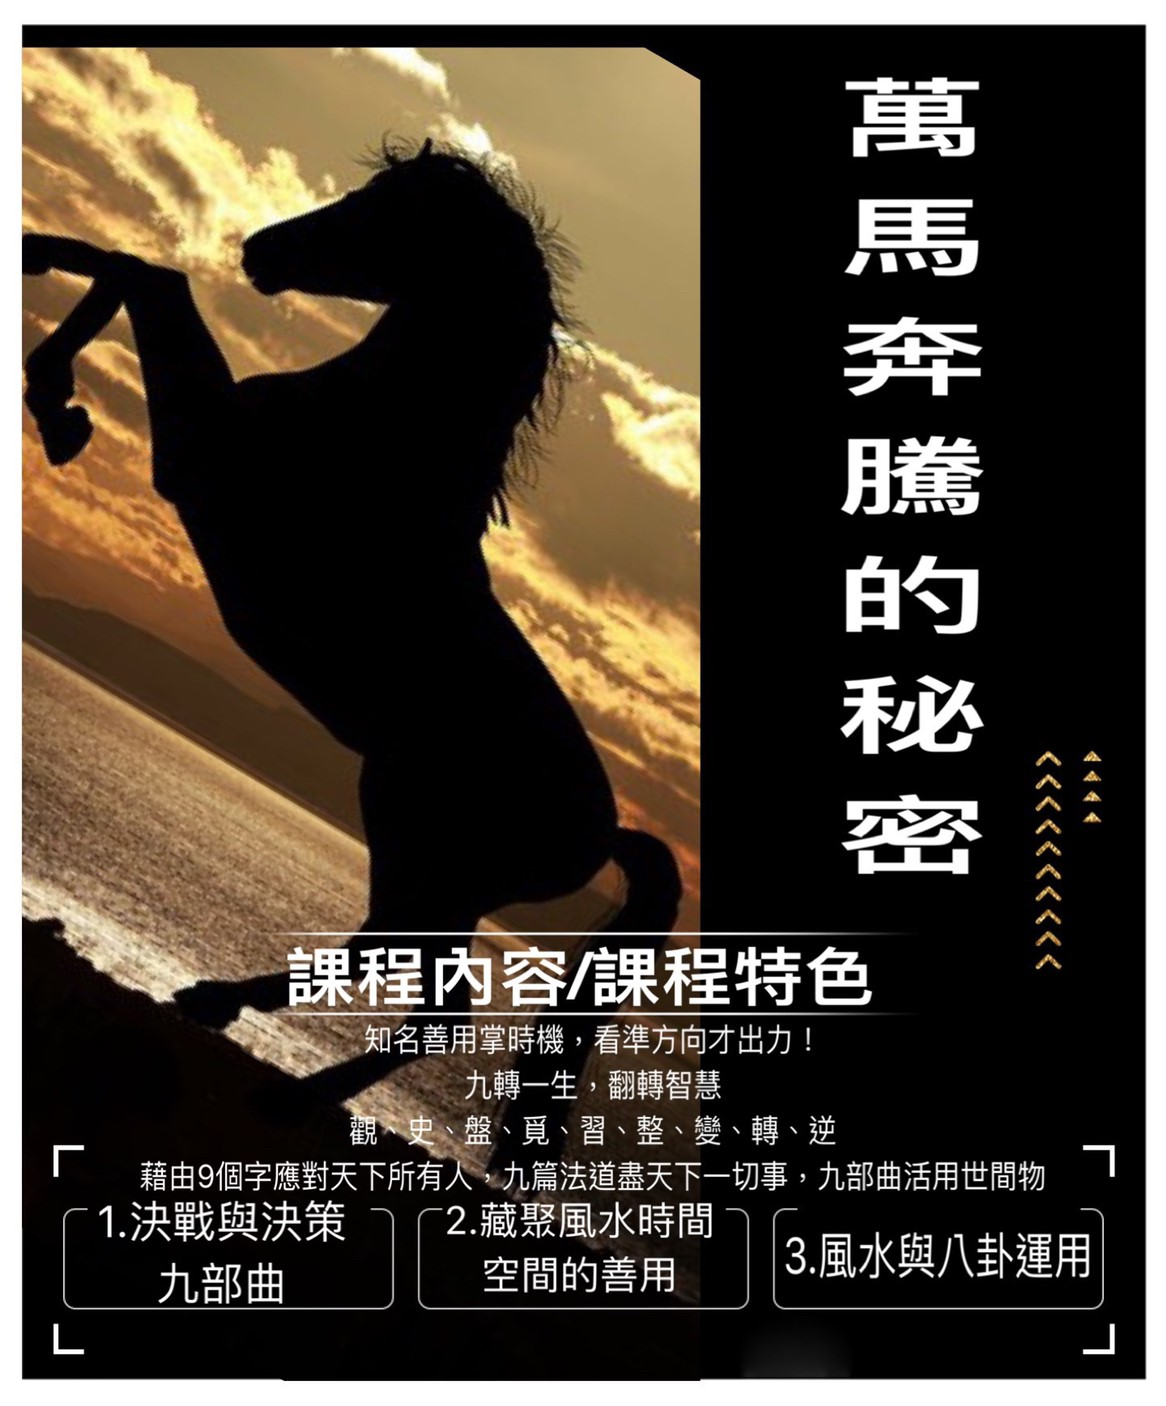 萬馬奔騰的秘密
課程內容/課程特色
知名善用掌時機，看準方向才出力！
九轉一生，翻轉智慧
觀、史、盤、覓、習、整、變、轉、逆
藉由9個字應對天下所有人，九篇法道盡天下一切事，九部曲活用世間物
1.決戰與決策
九部曲
2.藏聚風水時間
空間的善用
3.風水與八卦運用